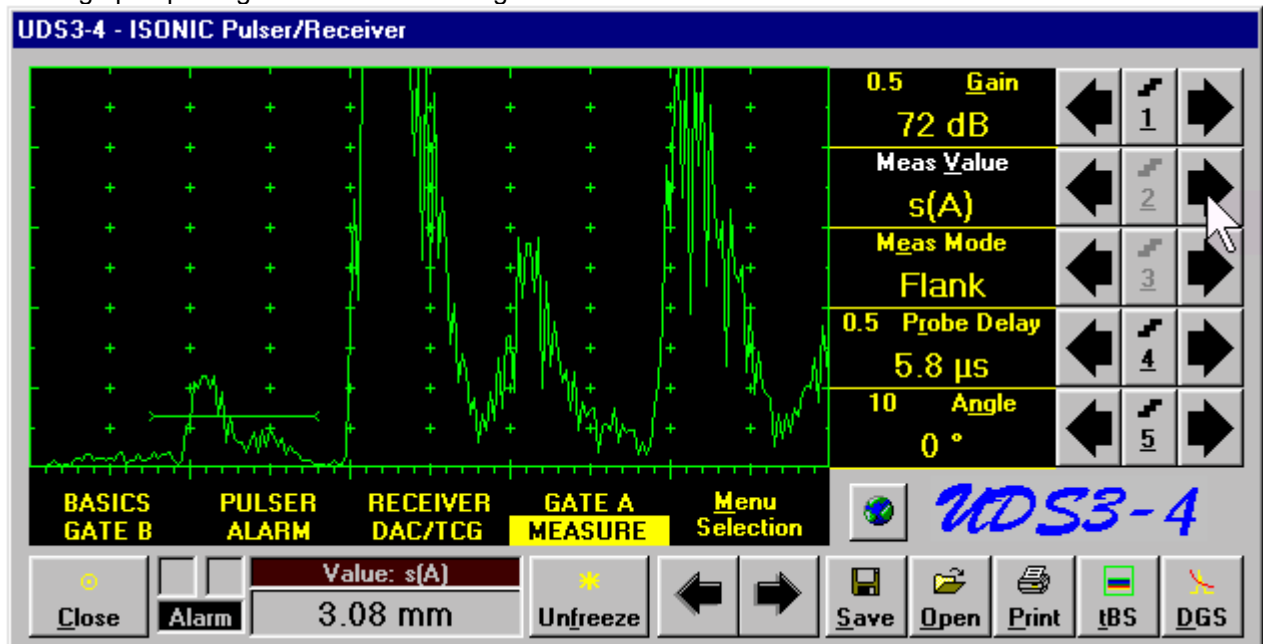 UDS3-4 - ISONIC Pulser/Receiver
0.5 Gain
72 dB
1
Meas Value
s(A)
2
Meas Mode
Flank
3
0.5 Probe Delay
5.8 µs
4
10 Angle
0 °
5
BASICS PULSER RECEIVER GATE A Menu
GATE B ALARM DAC/TCG MEASURE Selection
UDS3-4
Close
Alarm
Value: s(A)
3.08 mm
Unfreeze
Save
Open
Print
tBS
DGS